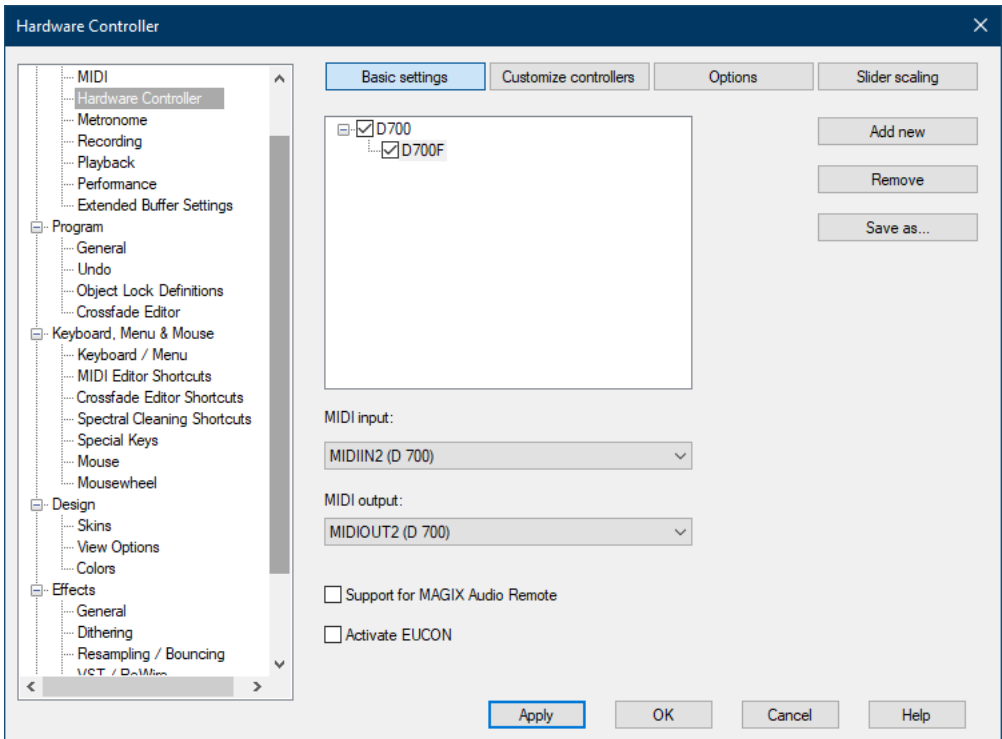 Hardware Controller
MIDI
Hardware Controller
Metronome
Recording
Playback
Performance
Extended Buffer Settings
Program
General
Undo
Object Lock Definitions
Crossfade Editor
Keyboard, Menu & Mouse
Keyboard / Menu
MIDI Editor Shortcuts
Crossfade Editor Shortcuts
Spectral Cleaning Shortcuts
Special Keys
Mouse
Mousewheel
Design
Skins
View Options
Colors
Effects
General
Dithering
Resampling / Bouncing
VST / ReWire
Basic settings
Customize controllers
Options
Slider scaling
D700
D700F
Add new
Remove
Save as...
MIDI input:
MIDIIN2 (D 700)
MIDI output:
MIDIOUT2 (D 700)
Support for MAGIX Audio Remote
Activate EUCON
Apply
OK
Cancel
Help